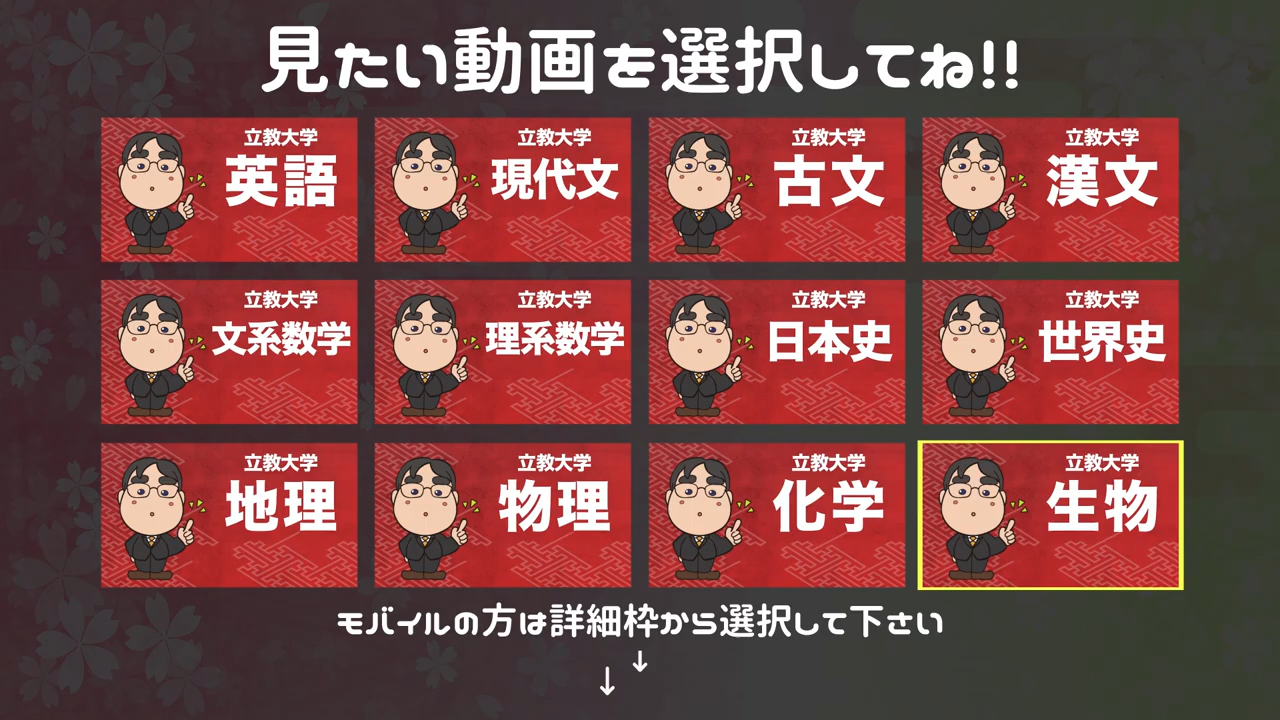 見たい動画を選択してね!!
立教大学
英語
立教大学
現代文
立教大学
古文
立教大学
漢文
立教大学
文系数学
立教大学
理系数学
立教大学
日本史
立教大学
世界史
立教大学
地理
立教大学
物理
立教大学
化学
立教大学
生物
モバイルの方は詳細枠から選択して下さい
↓
↓